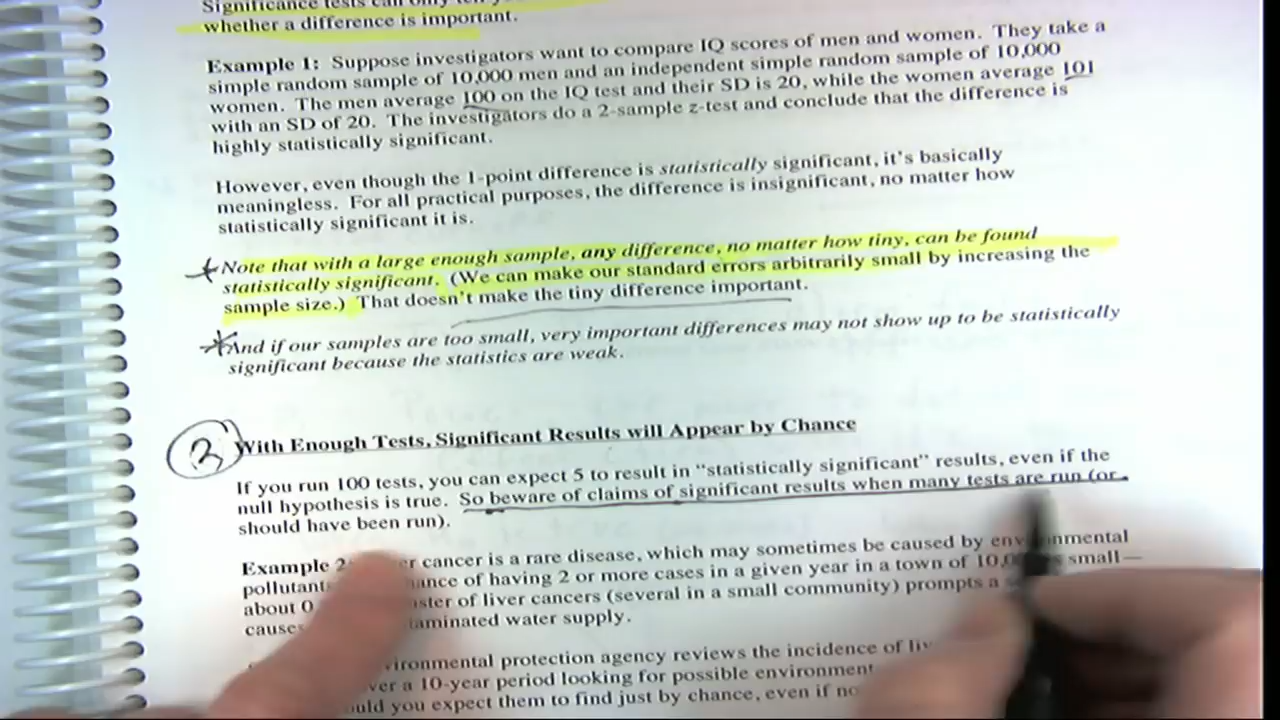 Significance tests can only tell
whether a difference is important.
Example 1: Suppose investigators want to compare IQ scores of men and women. They take a
simple random sample of 10,000 men and an independent simple random sample of 10,000
women. The men average 100 on the IQ test and their SD is 20, while the women average 101
with an SD of 20. The investigators do a 2-sample z-test and conclude that the difference is
highly statistically significant.
However, even though the 1-point difference is statistically significant, it's basically
meaningless. For all practical purposes, the difference is insignificant, no matter how
statistically significant it is.
Note that with a large enough sample, any difference, no matter how tiny, can be found
statistically significant. (We can make our standard errors arbitrarily small by increasing the
sample size.) That doesn't make the tiny difference important.
And if our samples are too small, very important differences may not show up to be statistically
significant because the statistics are weak.
2 With Enough Tests, Significant Results will Appear by Chance
If you run 100 tests, you can expect 5 to result in "statistically significant" results, even if the
null hypothesis is true. So beware of claims of significant results when many tests are run (or
should have been run).
Example 2 cancer is a rare disease, which may sometimes be caused by environmental
pollutants of having 2 or more cases in a given year in a town of small—
about 0 of liver cancers (several in a small community) prompts a
causes water supply.
protection agency reviews the incidence of
a 10-year period looking for possible
you expect them to find just by chance, even if no